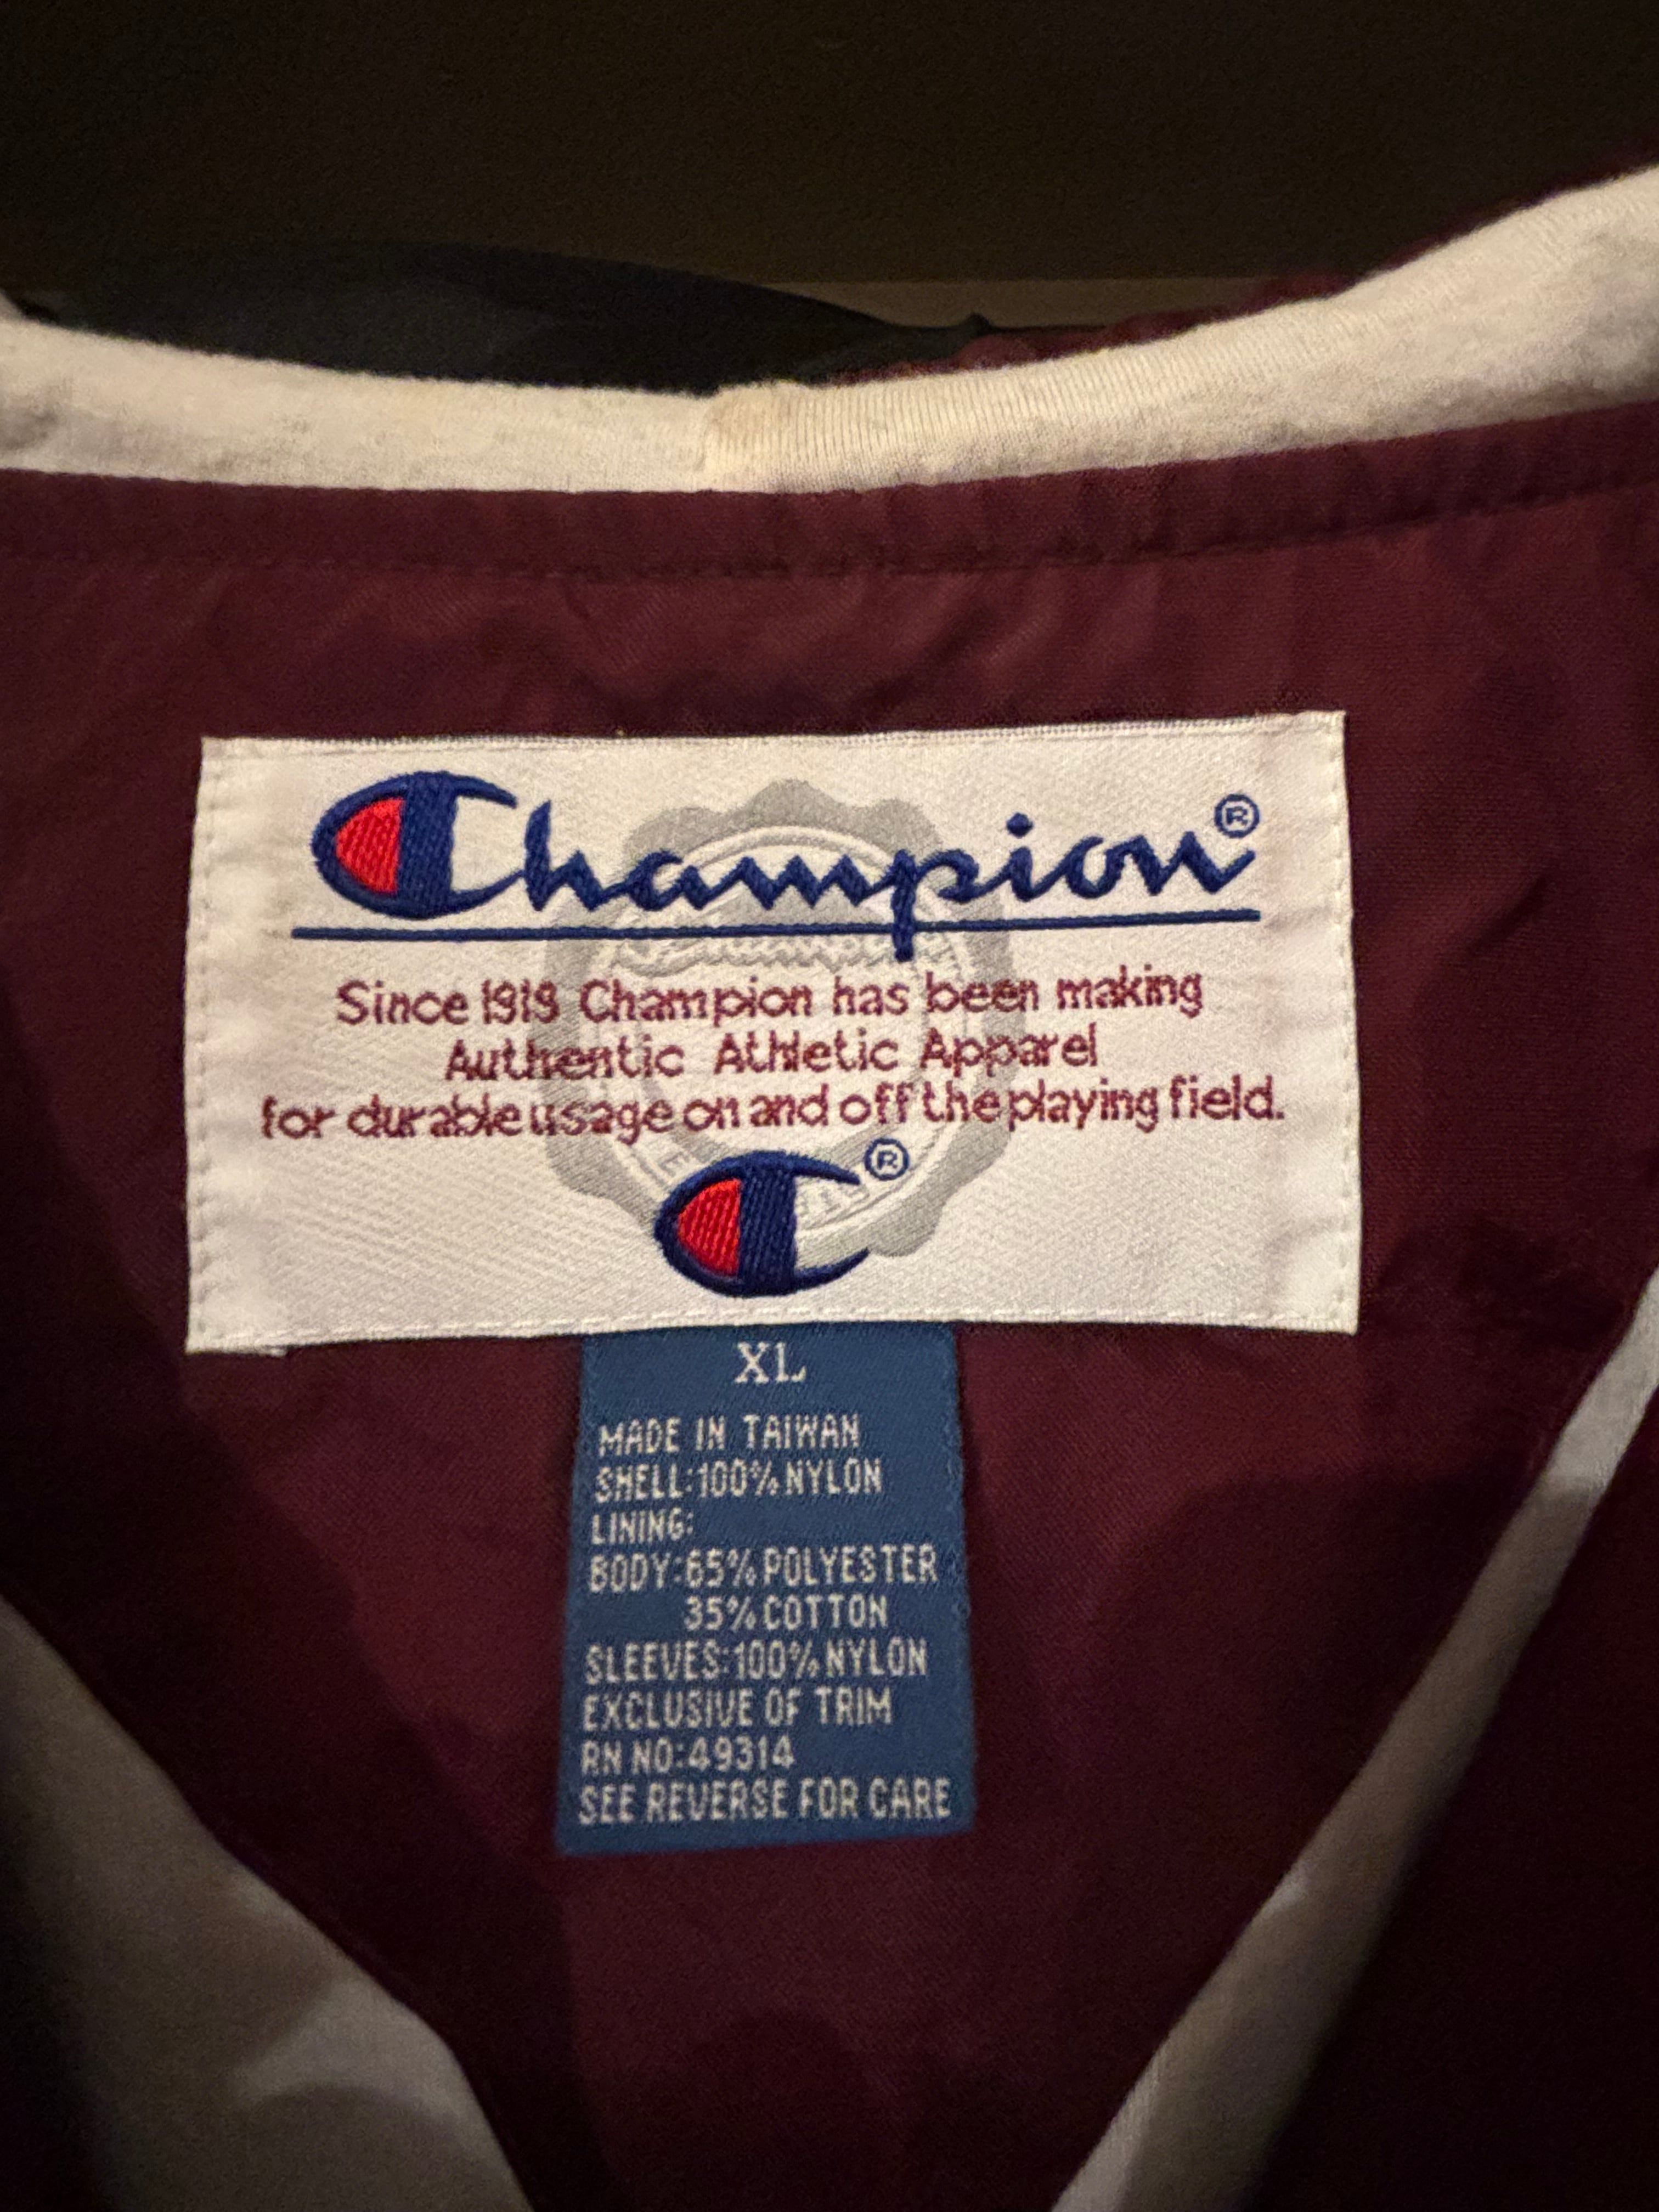 Champion®
Since 1919 Champion has been making
Authentic Athletic Apparel
for durable usage on and off the playing field.
C®
XL
MADE IN TAIWAN
SHELL:100% NYLON
LINING:
BODY:65% POLYESTER
35% COTTON
SLEEVES:100% NYLON
EXCLUSIVE OF TRIM
RN NO:49314
SEE REVERSE FOR CARE